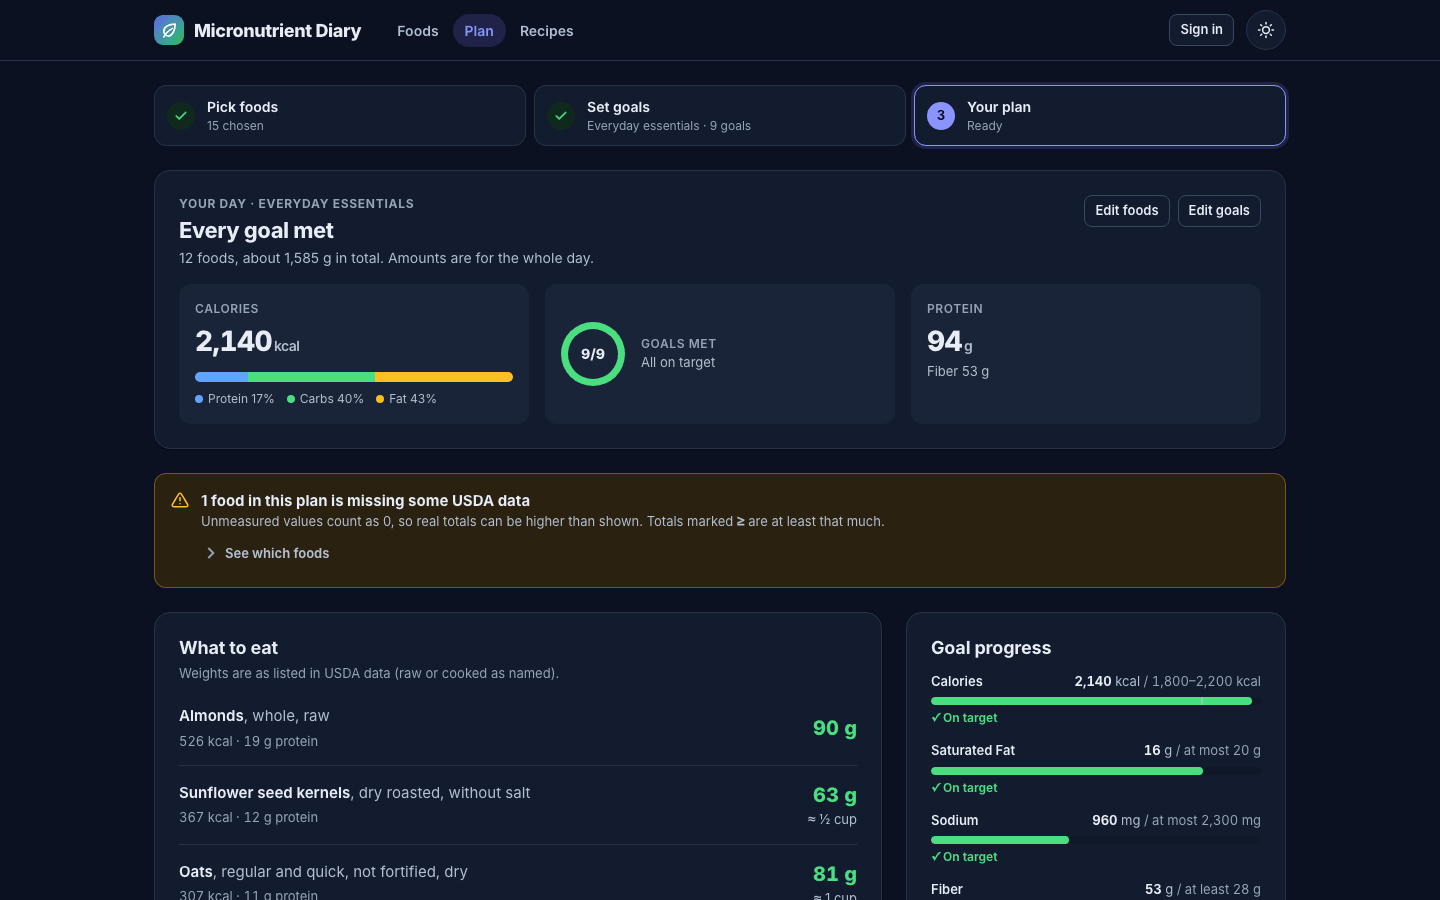 Micronutrient Diary
Foods
Plan
Recipes
Sign in
Pick foods
15 chosen
Set goals
Everyday essentials · 9 goals
3
Your plan
Ready
YOUR DAY · EVERYDAY ESSENTIALS
Every goal met
12 foods, about 1,585 g in total. Amounts are for the whole day.
Edit foods
Edit goals
CALORIES
2,140 kcal
Protein 17% Carbs 40% Fat 43%
9/9
GOALS MET
All on target
PROTEIN
94 g
Fiber 53 g
1 food in this plan is missing some USDA data
Unmeasured values count as 0, so real totals can be higher than shown. Totals marked ≥ are at least that much.
See which foods
What to eat
Weights are as listed in USDA data (raw or cooked as named).
Almonds, whole, raw
526 kcal · 19 g protein
90 g
Sunflower seed kernels, dry roasted, without salt
367 kcal · 12 g protein
63 g
≈ ½ cup
Oats, regular and quick, not fortified, dry
307 kcal · 11 g protein
81 g
≈ 1 cup
Goal progress
Calories 2,140 kcal / 1,800–2,200 kcal
✓ On target
Saturated Fat 16 g / at most 20 g
✓ On target
Sodium 960 mg / at most 2,300 mg
✓ On target
Fiber 53 g / at least 28 g